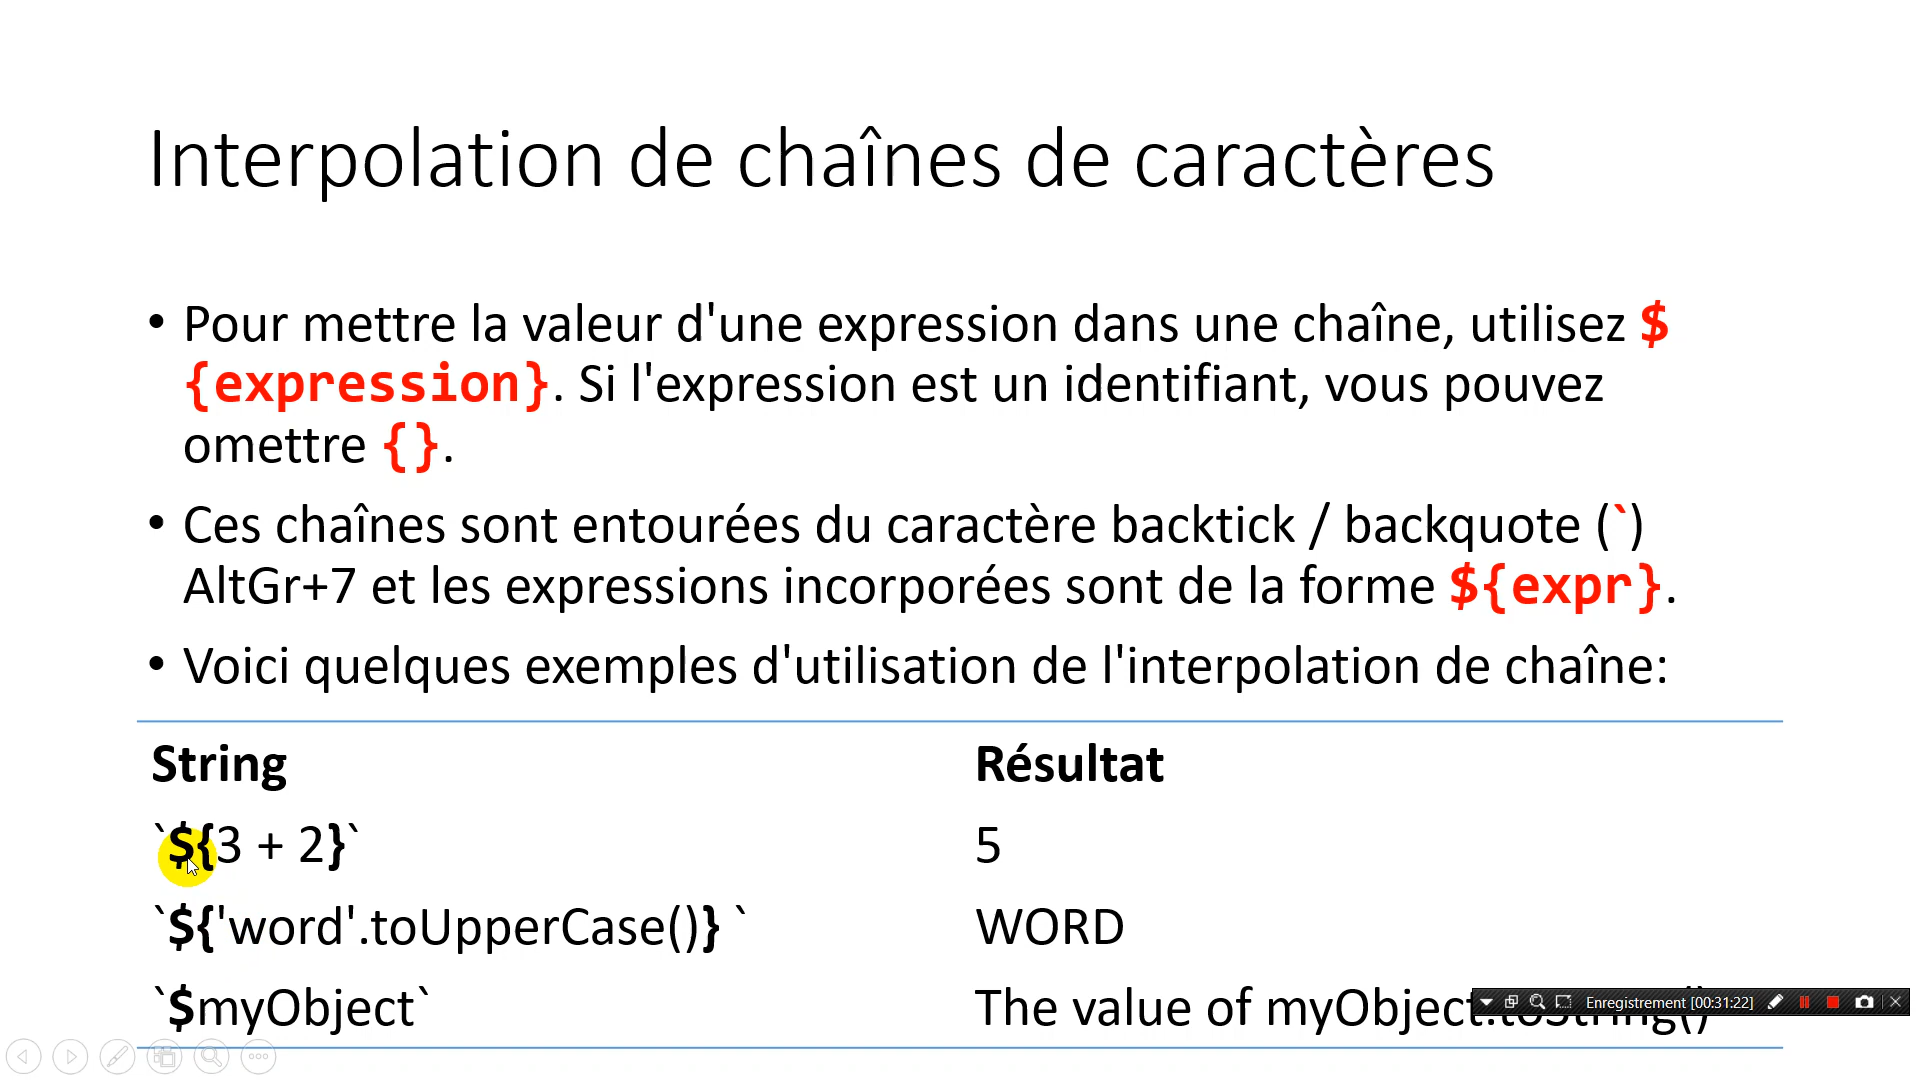 Interpolation de chaînes de caractères
• Pour mettre la valeur d'une expression dans une chaîne, utilisez $
{expression}. Si l'expression est un identifiant, vous pouvez
omettre {}.
• Ces chaînes sont entourées du caractère backtick / backquote (`)
AltGr+7 et les expressions incorporées sont de la forme ${expr}.
• Voici quelques exemples d'utilisation de l'interpolation de chaîne:
String Résultat
`${3 + 2}` 5
`${'word'.toUpperCase()} ` WORD
`$myObject` The value of myObject.toString()
Enregistrement [00:31:22]